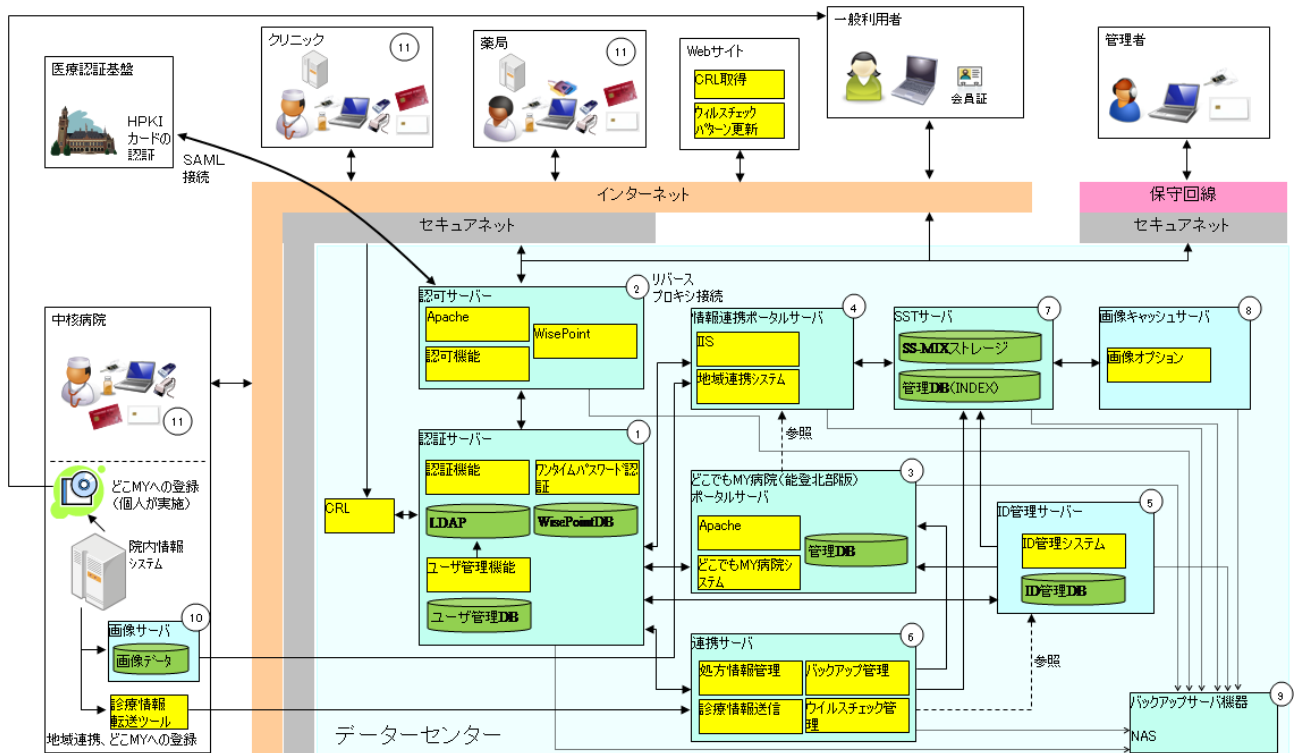 クリニック
11
薬局
11
Webサイト
CRL取得
ウィルスチェック
パターン更新
一般利用者
会員証
管理者
医療認証基盤
HPKI
カードの
認証
SAML
接続
インターネット
保守回線
セキュアネット
セキュアネット
リバース
プロキシ接続
認可サーバー
2
Apache
認可機能
WisePoint
情報連携ポータルサーバ
4
IIS
地域連携システム
SSTサーバ
7
SS-MIXストレージ
管理DB(INDEX)
画像キャッシュサーバ
8
画像オプション
中核病院
11
どこMYへの登録
(個人が実施)
院内情報
システム
画像サーバ
10
画像データ
診療情報
転送ツール
地域連携、どこMYへの登録
CRL
認証サーバー
1
認証機能
ワンタイムパスワード認
証
LDAP
WisePointDB
ユーザ管理機能
ユーザ管理DB
参照
どこでもMY病院(能登北部版)
ポータルサーバ
3
Apache
どこでもMY病院シ
ステム
管理DB
ID管理サーバー
5
ID管理システム
ID管理DB
連携サーバ
6
処方情報管理
バックアップ管理
診療情報送信
ウイルスチェック管
理
参照
バックアップサーバ機器
9
NAS
データーセンター